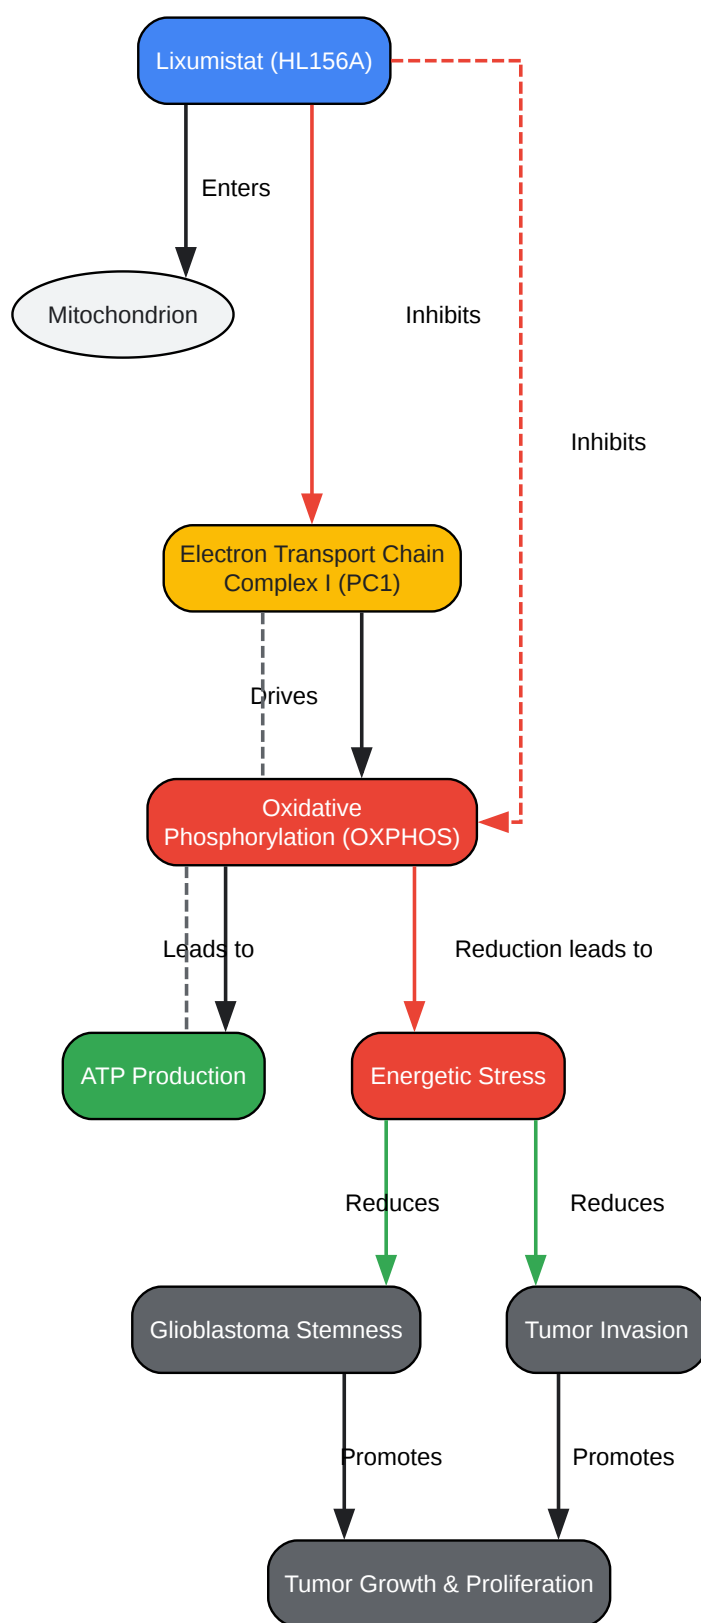 Lixumistat (HL156A)
Enters
Mitochondrion
Inhibits
Inhibits
Electron Transport Chain
Complex I (PC1)
Drives
Oxidative
Phosphorylation (OXPHOS)
Leads to
Reduction leads to
ATP Production
Energetic Stress
Reduces
Reduces
Glioblastoma Stemness
Tumor Invasion
Promotes
Promotes
Tumor Growth & Proliferation